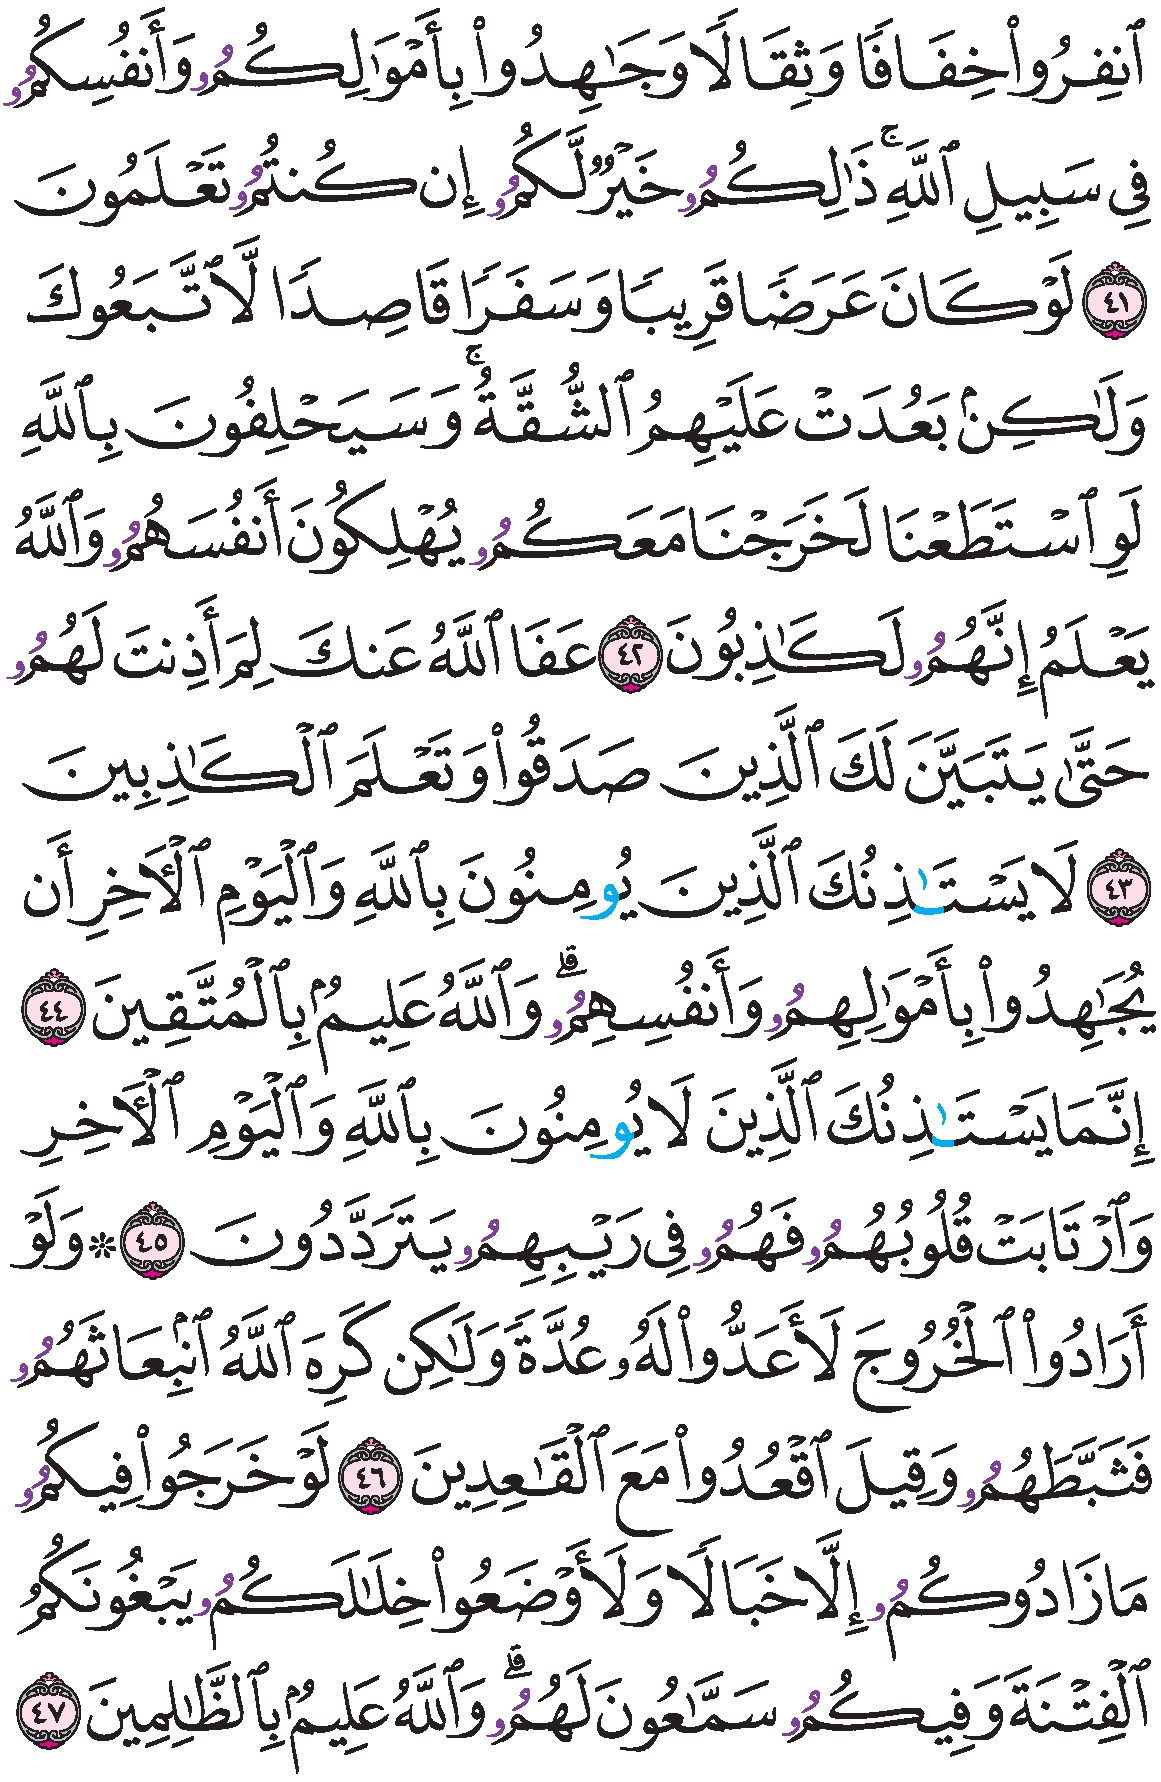 ٱنفِرُوا۟ خِفَافًا وَثِقَالًا وَجَٰهِدُوا۟ بِأَمْوَٰلِكُمُۥ وَأَنفُسِكُمُۥ
فِي سَبِيلِ ٱللَّهِۚ ذَٰلِكُمُۥ خَيْرٌ لَّكُمُۥ إِن كُنتُمُۥ تَعْلَمُونَ
٤١ لَوْ كَانَ عَرَضًا قَرِيبًا وَسَفَرًا قَاصِدًا لَّا تَّبَعُوكَ
وَلَٰكِنۢ بَعُدَتْ عَلَيْهِمُ ٱلشُّقَّةُۚ وَسَيَحْلِفُونَ بِٱللَّهِ
لَوِ ٱسْتَطَعْنَا لَخَرَجْنَا مَعَكُمُۥ يُهْلِكُونَ أَنفُسَهُمُۥ وَٱللَّهُ
يَعْلَمُ إِنَّهُمُۥ لَكَٰذِبُونَ ٤٢ عَفَا ٱللَّهُ عَنكَ لِمَ أَذِنتَ لَهُمُۥ
حَتَّىٰ يَتَبَيَّنَ لَكَ ٱلَّذِينَ صَدَقُوا۟ وَتَعْلَمَ ٱلْكَٰذِبِينَ
٤٣ لَا يَسْتَٰذِنُكَ ٱلَّذِينَ يُومِنُونَ بِٱللَّهِ وَٱلْيَوْمِ ٱلْأَخِرِ أَن
يُجَٰهِدُوا۟ بِأَمْوَٰلِهِمُۥ وَأَنفُسِهِمُۥۗ وَٱللَّهُ عَلِيمُۢ بِٱلْمُتَّقِينَ ٤٤
إِنَّمَا يَسْتَٰذِنُكَ ٱلَّذِينَ لَا يُومِنُونَ بِٱللَّهِ وَٱلْيَوْمِ ٱلْأَخِرِ
وَٱرْتَابَتْ قُلُوبُهُمُۥ فَهُمُۥ فِي رَيْبِهِمُۥ يَتَرَدَّدُونَ ٤٥ * وَلَوْ
أَرَادُوا۟ ٱلْخُرُوجَ لَأَعَدُّوا۟ لَهُۥ عُدَّةً وَلَٰكِن كَرِهَ ٱللَّهُ ٱنۢبِعَاثَهُمُۥ
فَثَبَّطَهُمُۥ وَقِيلَ ٱقْعُدُوا۟ مَعَ ٱلْقَٰعِدِينَ ٤٦ لَوْ خَرَجُوا۟ فِيكُمُۥ
مَا زَادُوكُمُۥ إِلَّا خَبَالًا وَلَأَوْضَعُوا۟ خِلَٰلَكُمُۥ يَبْغُونَكُمُ
ٱلْفِتْنَةَ وَفِيكُمُۥ سَمَّٰعُونَ لَهُمُۥۗ وَٱللَّهُ عَلِيمُۢ بِٱلظَّٰلِمِينَ ٤٧